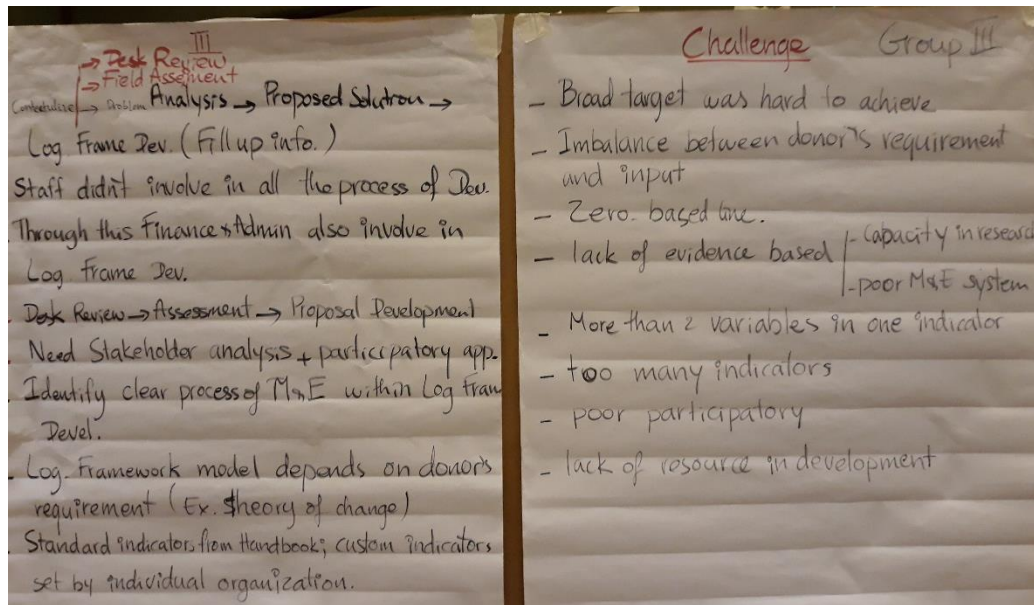 III
→ Desk Review
→ Field Assesment
Contextulize → Problem Analysis → Proposed Solution →
Log. Frame Dev. (Fill up info.)
Staff didn't involve in all the process of Dev.
Through this Finance & Admin also involve in
Log Frame Dev.
Desk Review → Assessment → Proposal Development
Need Stakeholder analysis + participatory app.
Identify clear process of M&E within Log Fram
Devel.
Log-Framework model depends on donor's
requirement (Ex. theory of change)
Standard indicators from Handbook; custom indicators
set by individual organization.
Challenge Group III
- Broad target was hard to achieve
- Imbalance between donor's requirement
and input
- Zero. based line.
- lack of evidence based
- Capacity in research
- poor M&E system
- More than 2 variables in one indicator
- too many indicators
- poor participatory
- lack of rosource in development